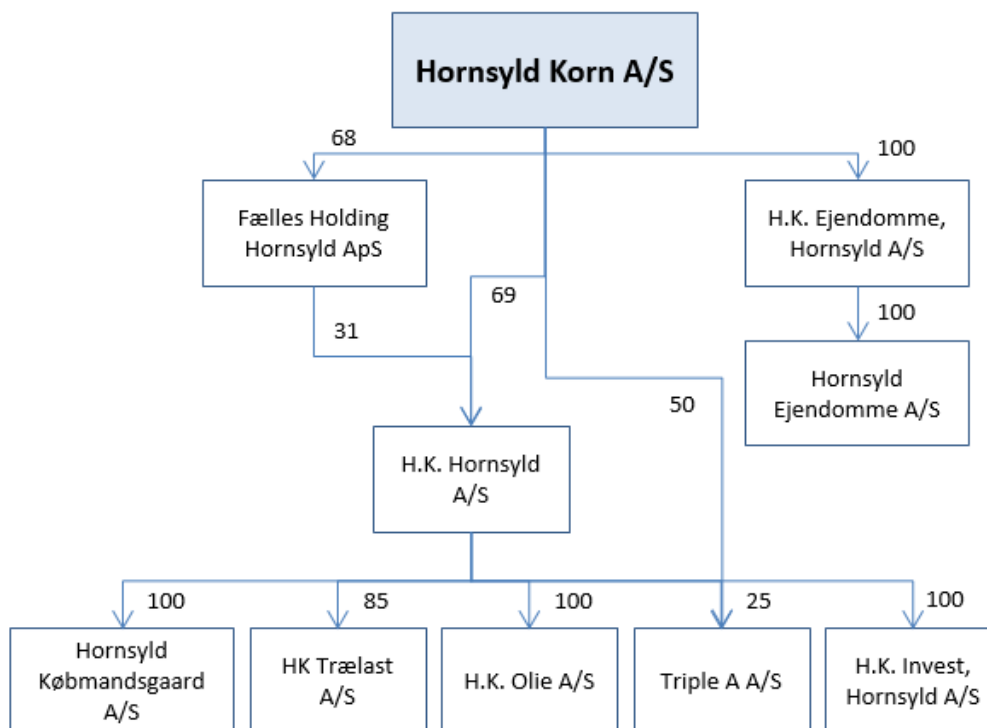 Hornsyld Korn A/S
68
100
Fælles Holding
Hornsyld ApS
H.K. Ejendomme,
Hornsyld A/S
69
31
100
Hornsyld
Ejendomme A/S
50
H.K. Hornsyld
A/S
100
85
100
25
100
Hornsyld
Købmandsgaard
A/S
HK Trælast
A/S
H.K. Olie A/S
Triple A A/S
H.K. Invest,
Hornsyld A/S